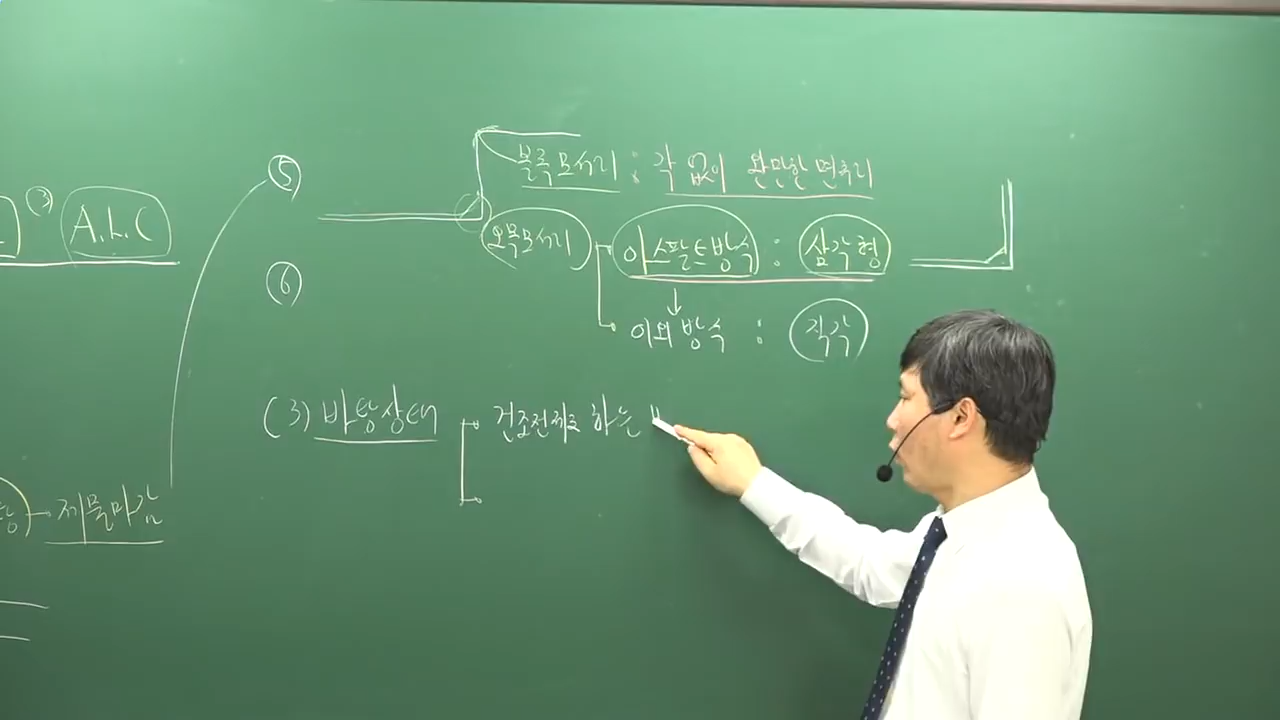 ⑤
볼록모서리 : 각 없이 완만한 면추리
③ A.L.C
오목모서리 아스팔트방식 : 삼각형
⑥
이외 방식 : 직각
(3) 바탕상태 건조전제로 하는
제물마감